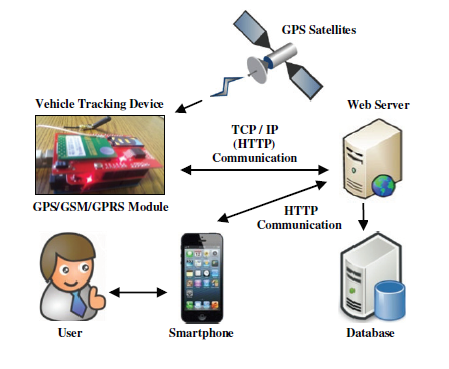 GPS Satellites
Vehicle Tracking Device
Web Server
TCP / IP
(HTTP)
Communication
GPS/GSM/GPRS Module
HTTP
Communication
User
Smartphone
Database